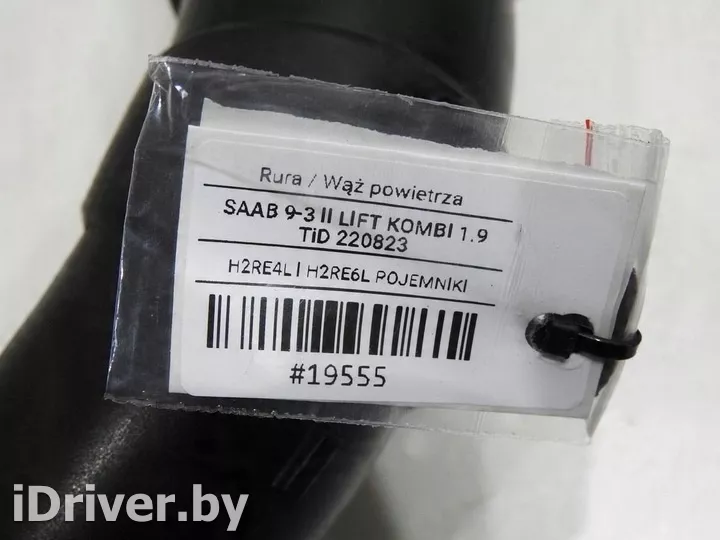 Rura / Wąż powietrza
SAAB 9-3 II LIFT KOMBI 1.9
TiD 220823
H2RE4L | H2RE6L POJEMNIKI
#19555
iDriver.by